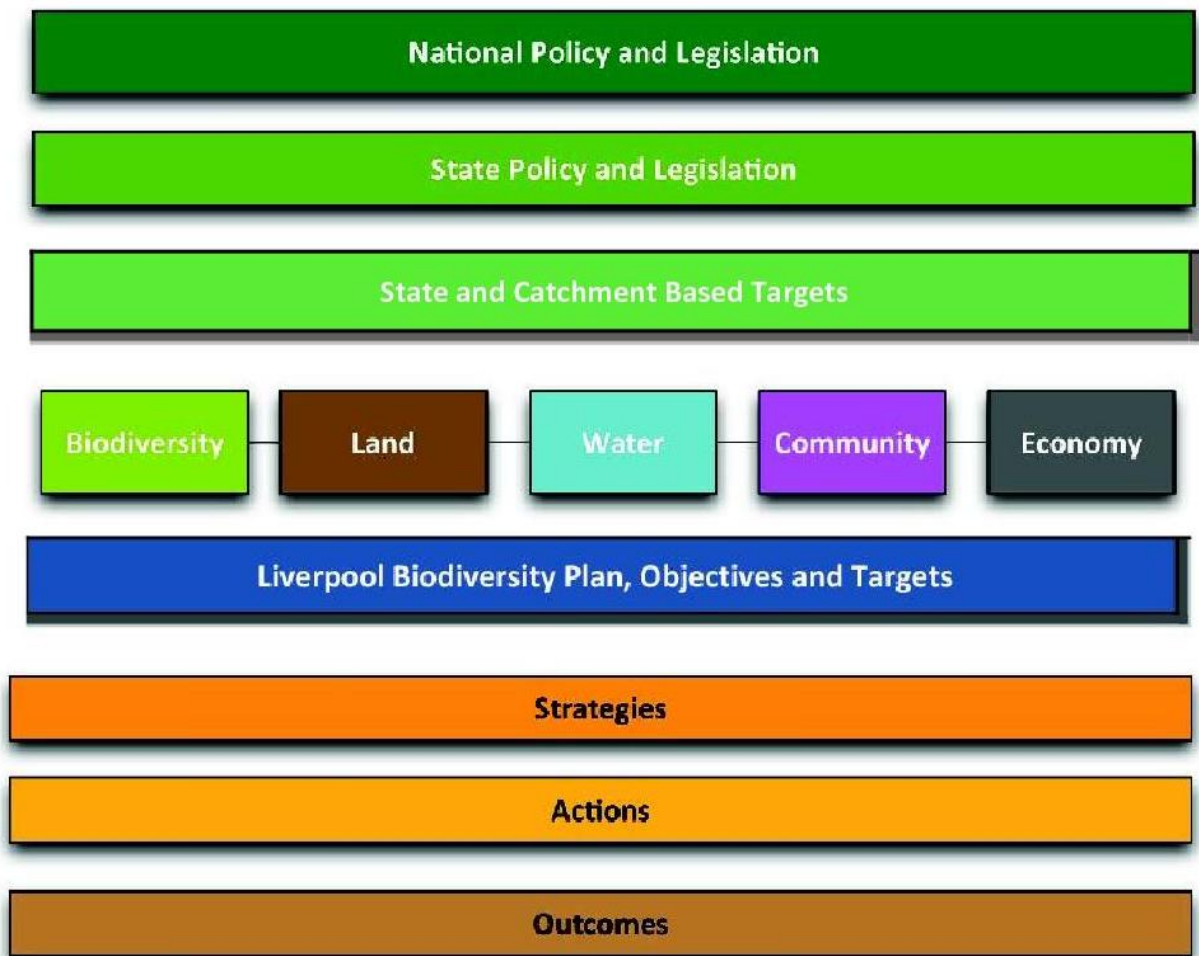 National Policy and Legislation
State Policy and Legislation
State and Catchment Based Targets
Biodiversity
Land
Water
Community
Economy
Liverpool Biodiversity Plan, Objectives and Targets
Strategies
Actions
Outcomes